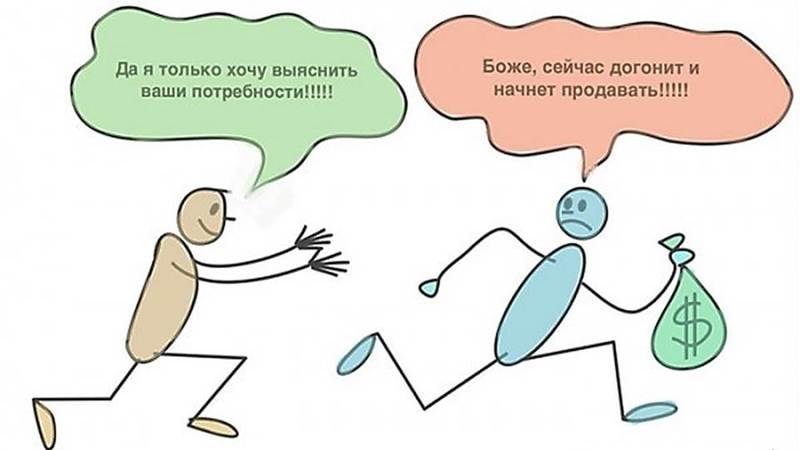 Да я только хочу выяснить
ваши потребности!!!!!
Боже, сейчас догонит и
начнет продавать!!!!!
$